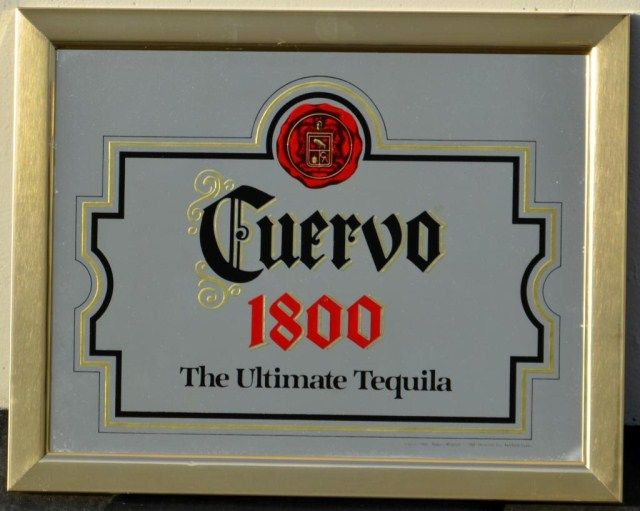 Cuervo
1800
The Ultimate Tequila